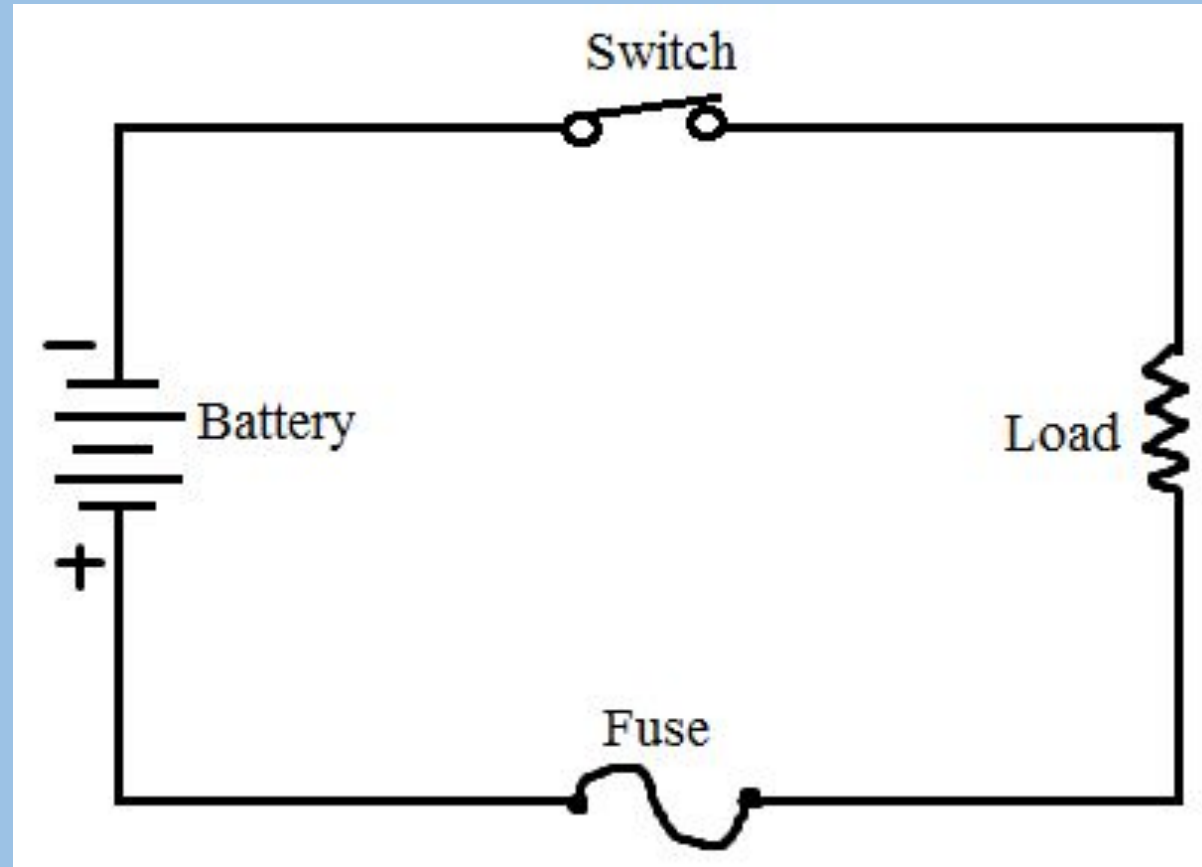 Switch
−
Battery
Load
+
Fuse